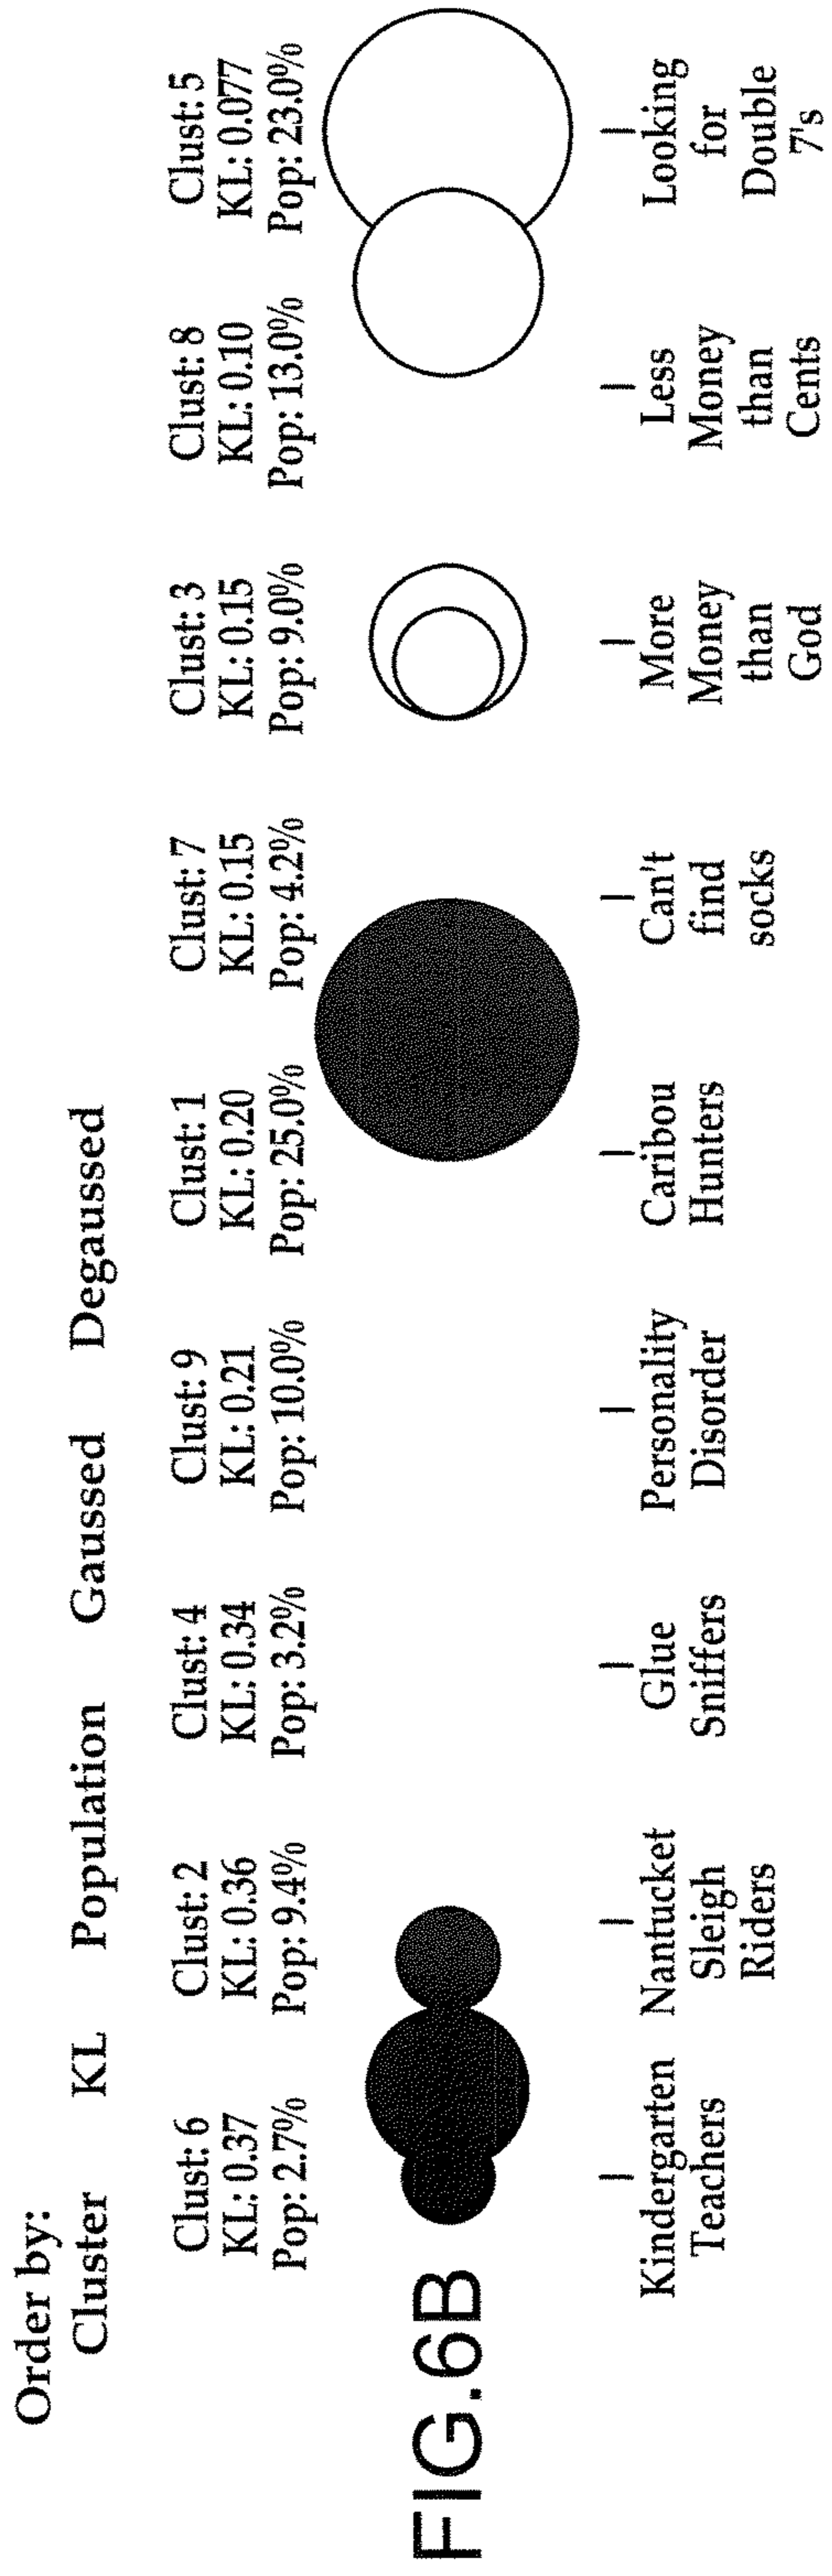 Order by:
Cluster KL Population Gaussed Degaussed
Clust: 6
KL: 0.37
Pop: 2.7%
Clust: 2
KL: 0.36
Pop: 9.4%
Clust: 4
KL: 0.34
Pop: 3.2%
Clust: 9
KL: 0.21
Pop: 10.0%
Clust: 1
KL: 0.20
Pop: 25.0%
Clust: 7
KL: 0.15
Pop: 4.2%
Clust: 3
KL: 0.15
Pop: 9.0%
Clust: 8
KL: 0.10
Pop: 13.0%
Clust: 5
KL: 0.077
Pop: 23.0%
FIG.6B
Kindergarten
Teachers
Nantucket
Sleigh
Riders
Glue
Sniffers
Personality
Disorder
Caribou
Hunters
Can't
find
socks
More
Money
than
God
Less
Money
than
Cents
Looking
for
Double
7's